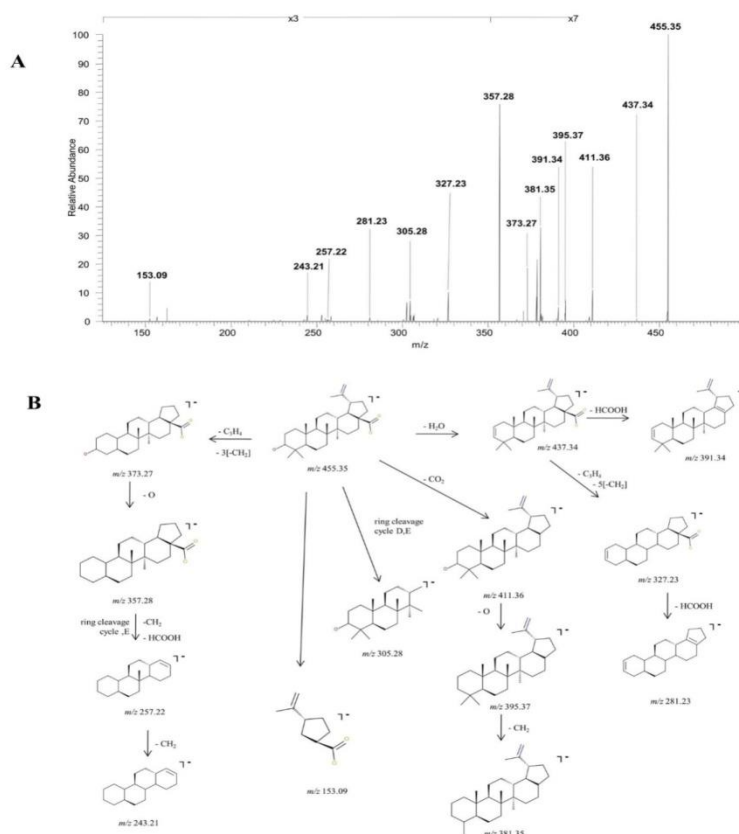 x3 x7
A
100
90
80
70
60
50
40
30
20
10
0
Relative Abundance
455.35
357.28
437.34
395.37
391.34
411.36
381.35
327.23
373.27
281.23
305.28
257.22
243.21
153.09
150 200 250 300 350 400 450
m/z
B
m/z 373.27
- C3H4
- 3[-CH2]
m/z 455.35
- H2O
m/z 437.34
- HCOOH
m/z 391.34
- O
- CO2
- C3H4
- 5[-CH2]
ring cleavage
cycle D,E
m/z 357.28
m/z 305.28
m/z 411.36
m/z 327.23
ring cleavage
cycle ,E
-CH2
- HCOOH
- O
- HCOOH
m/z 257.22
m/z 153.09
m/z 395.37
m/z 281.23
- CH2
- CH2
m/z 243.21
m/z 381.35